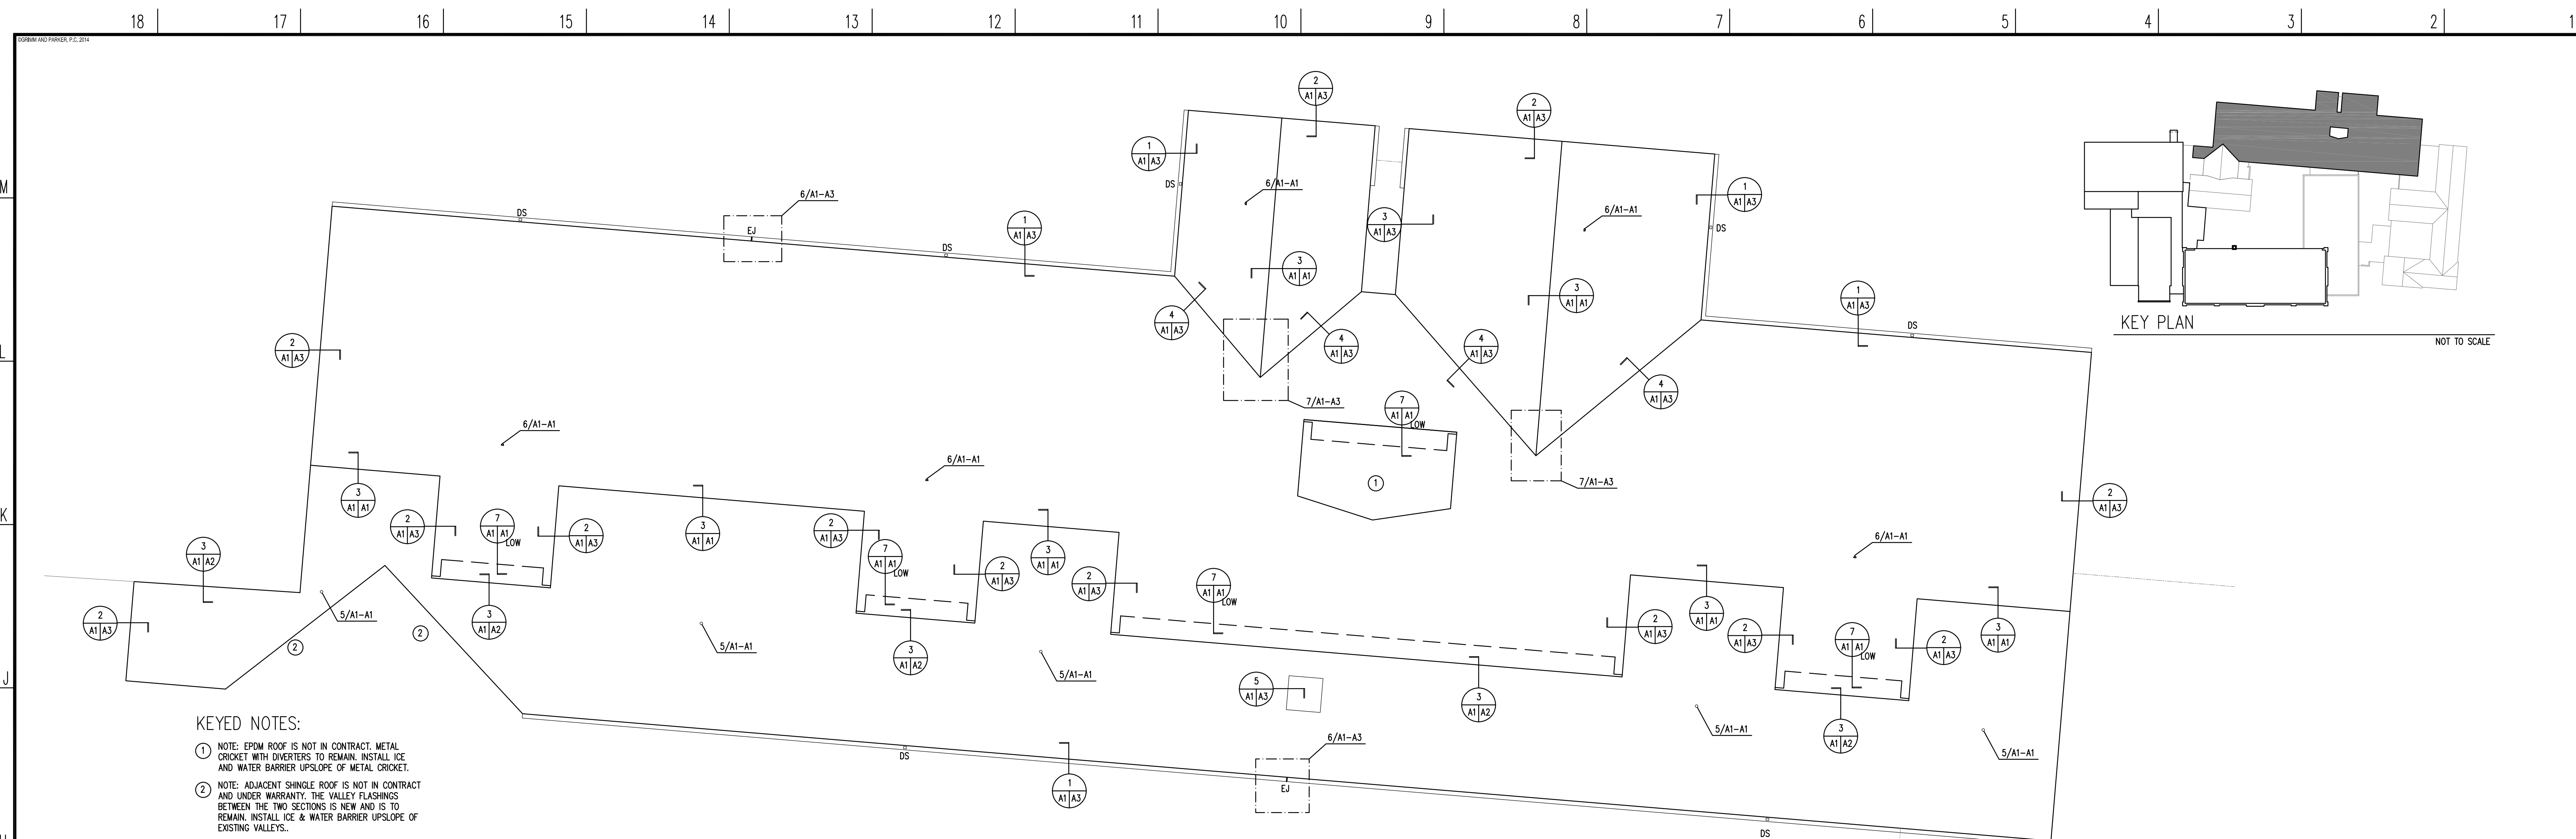 18 17 16 15 14 13 12 11 10 9 8 7 6 5 4 3 2 1
©GRIMM AND PARKER, P.C. 2014
2
A1 A3
2
A1 A3
1
A1 A3
DS
6/A1-A1
1
A1 A3
M
6/A1-A3
DS
EJ
DS
1
A1 A3
3
A1 A3
6/A1-A1
DS
3
A1 A1
3
A1 A1
4
A1 A3
4
A1 A3
4
A1 A3
4
A1 A3
1
A1 A3
DS
KEY PLAN
NOT TO SCALE
L
2
A1 A3
7/A1-A3
7
A1 A1
LOW
1
7/A1-A3
6/A1-A1
6/A1-A1
K
3
A1 A1
2
A1 A3
7
A1 A1
LOW
2
A1 A3
3
A1 A1
2
A1 A3
7
A1 A1
LOW
2
A1 A3
3
A1 A1
2
A1 A3
7
A1 A1
LOW
2
A1 A3
6/A1-A1
3
A1 A2
2
A1 A3
5/A1-A1
2
2
3
A1 A2
5/A1-A1
3
A1 A2
5/A1-A1
2
A1 A3
3
A1 A1
2
A1 A3
7
A1 A1
LOW
2
A1 A3
3
A1 A1
J
5
A1 A3
3
A1 A2
5/A1-A1
3
A1 A2
5/A1-A1
DS
1
A1 A3
6/A1-A3
EJ
DS
KEYED NOTES:
1 NOTE: EPDM ROOF IS NOT IN CONTRACT. METAL
CRICKET WITH DIVERTERS TO REMAIN. INSTALL ICE
AND WATER BARRIER UPSLOPE OF METAL CRICKET.
2 NOTE: ADJACENT SHINGLE ROOF IS NOT IN CONTRACT
AND UNDER WARRANTY. THE VALLEY FLASHINGS
BETWEEN THE TWO SECTIONS IS NEW AND IS TO
REMAIN. INSTALL ICE & WATER BARRIER UPSLOPE OF
EXISTING VALLEYS..